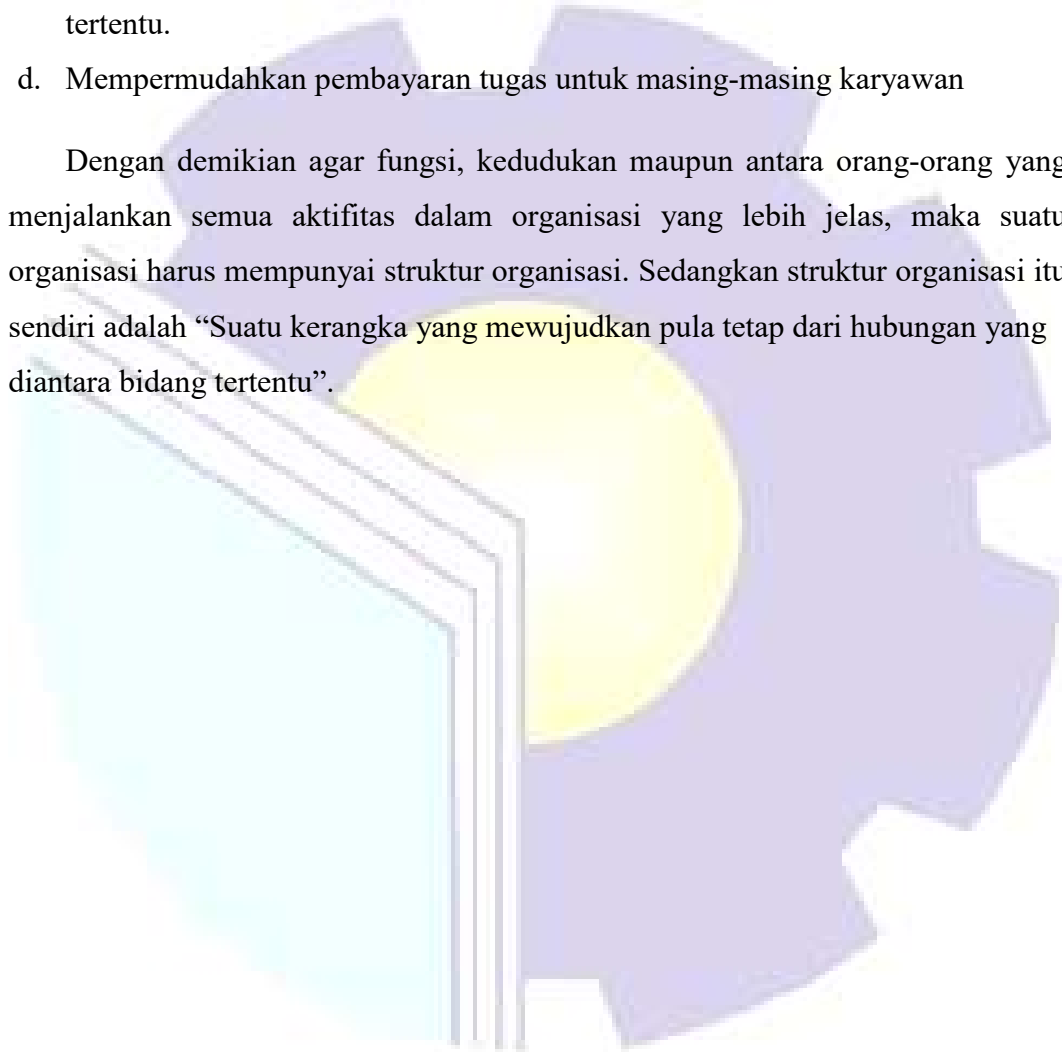 tertentu.
d. Mempermudahkan pembayaran tugas untuk masing-masing karyawan
Dengan demikian agar fungsi, kedudukan maupun antara orang-orang yang
menjalankan semua aktifitas dalam organisasi yang lebih jelas, maka suatu
organisasi harus mempunyai struktur organisasi. Sedangkan struktur organisasi itu
sendiri adalah “Suatu kerangka yang mewujudkan pula tetap dari hubungan yang
diantara bidang tertentu”.